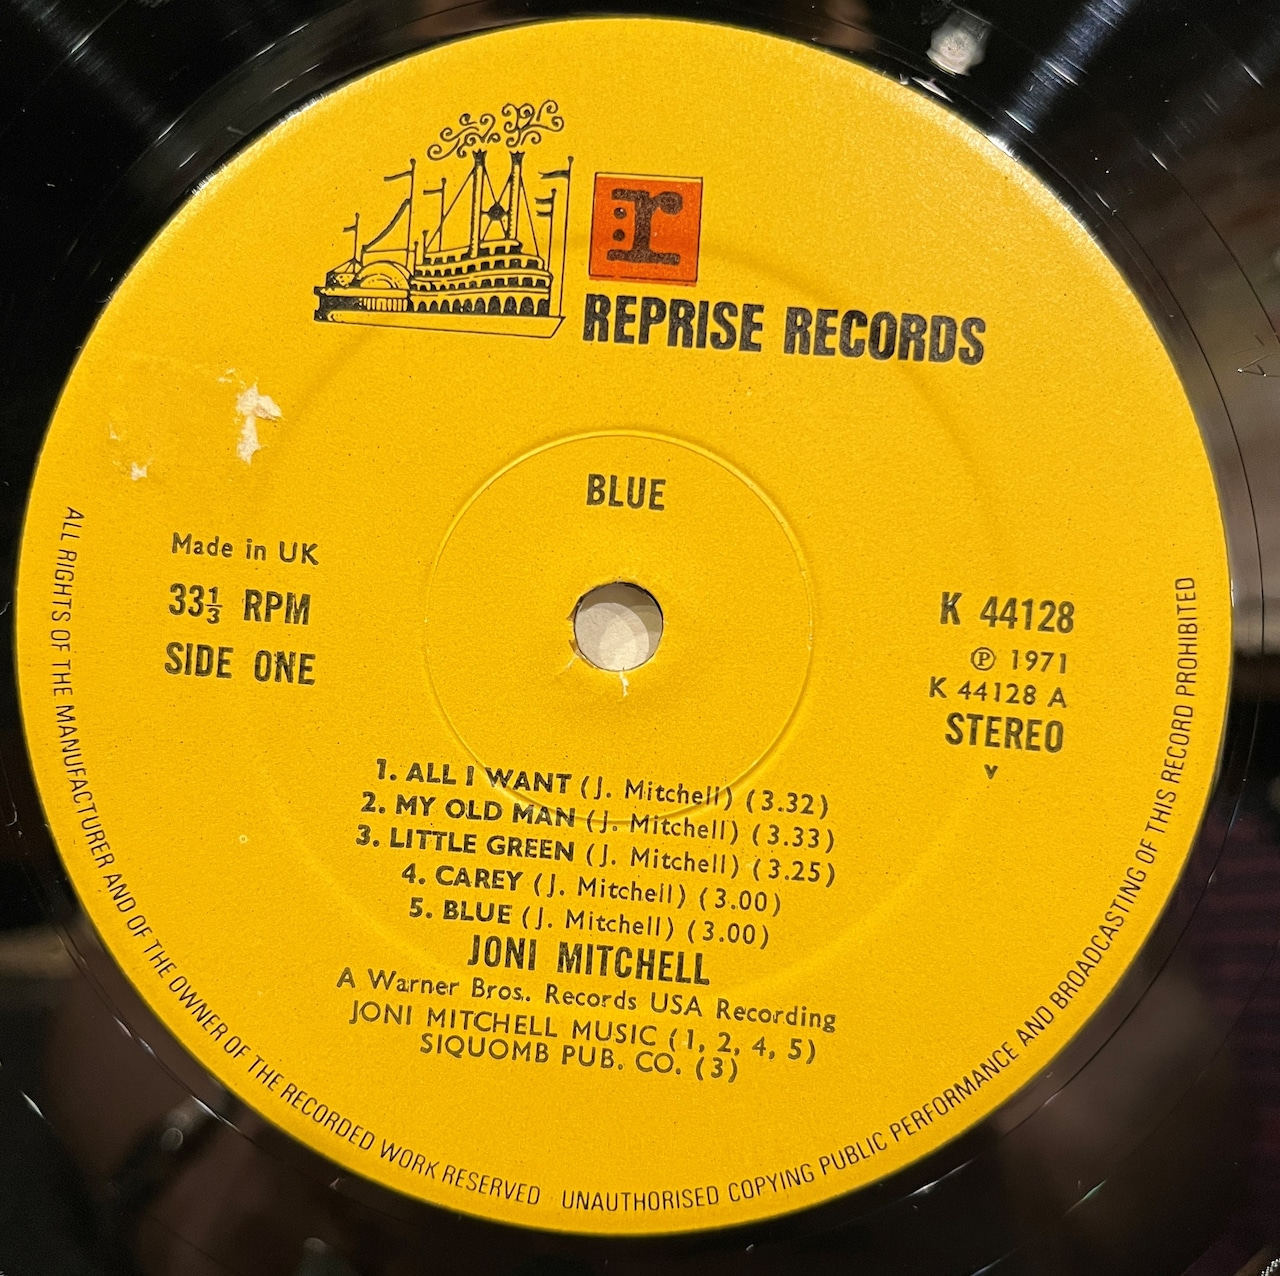 r:
REPRISE RECORDS
BLUE
Made in UK
33⅓ RPM
SIDE ONE
K 44128
℗ 1971
K 44128 A
STEREO
v
1. ALL I WANT (J. Mitchell) (3.32)
2. MY OLD MAN (J. Mitchell) (3.33)
3. LITTLE GREEN (J. Mitchell) (3.25)
4. CAREY (J. Mitchell) (3.00)
5. BLUE (J. Mitchell) (3.00)
JONI MITCHELL
A Warner Bros. Records USA Recording
JONI MITCHELL MUSIC (1, 2, 4, 5)
SIQUOMB PUB. CO. (3)
ALL RIGHTS OF THE MANUFACTURER AND OF THE OWNER OF THE RECORDED WORK RESERVED UNAUTHORISED COPYING PUBLIC PERFORMANCE AND BROADCASTING OF THIS RECORD PROHIBITED